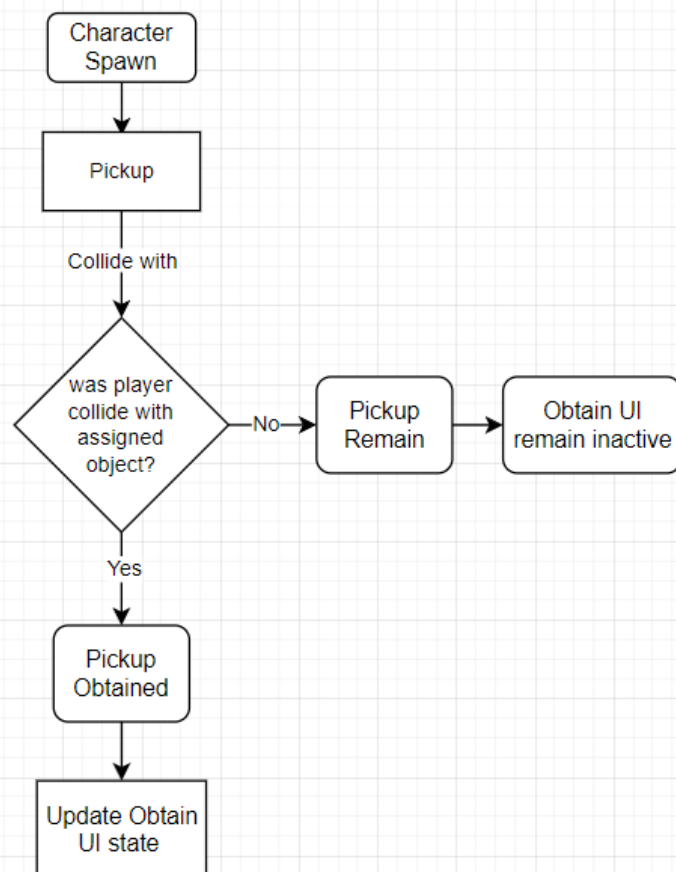 Character
Spawn
Pickup
Collide with
was player
collide with
assigned
object?
No
Pickup
Remain
Obtain UI
remain inactive
Yes
Pickup
Obtained
Update Obtain
UI state